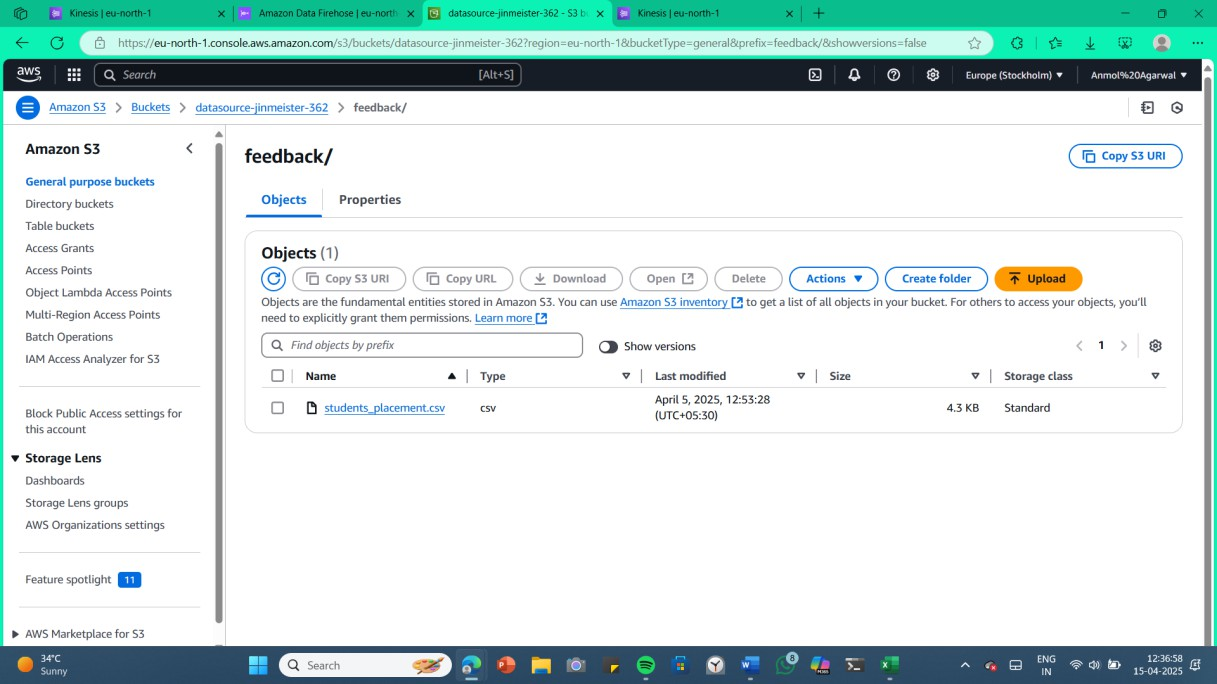 Kinesis | eu-north-1
Amazon Data Firehose | eu-north
datasource-jinmeister-362 - S3 bu
Kinesis | eu-north-1
https://eu-north-1.console.aws.amazon.com/s3/buckets/datasource-jinmeister-362?region=eu-north-1&bucketType=general&prefix=feedback/&showversions=false
aws
Search
[Alt+S]
Europe (Stockholm)
Anmol%20Agarwal
Amazon S3
Buckets
datasource-jinmeister-362
feedback/
Amazon S3
General purpose buckets
Directory buckets
Table buckets
Access Grants
Access Points
Object Lambda Access Points
Multi-Region Access Points
Batch Operations
IAM Access Analyzer for S3
Block Public Access settings for
this account
Storage Lens
Dashboards
Storage Lens groups
AWS Organizations settings
Feature spotlight 11
AWS Marketplace for S3
feedback/
Copy S3 URI
Objects
Properties
Objects (1)
Copy S3 URI
Copy URL
Download
Open
Delete
Actions
Create folder
Upload
Objects are the fundamental entities stored in Amazon S3. You can use Amazon S3 inventory to get a list of all objects in your bucket. For others to access your objects, you'll
need to explicitly grant them permissions. Learn more
Find objects by prefix
Show versions
1
Name
Type
Last modified
Size
Storage class
students_placement.csv
csv
April 5, 2025, 12:53:28
(UTC+05:30)
4.3 KB
Standard
34°C
Sunny
Search
8
ENG
IN
12:36:58
15-04-2025